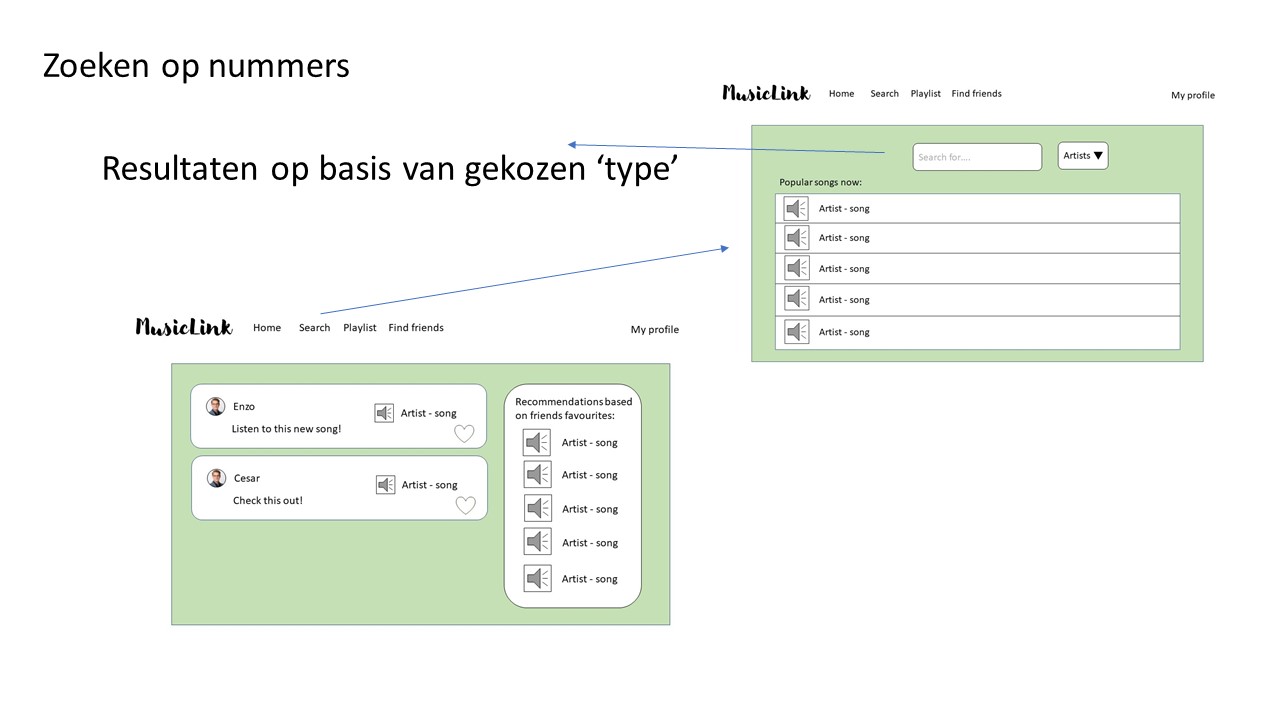 Zoeken op nummers
Resultaten op basis van gekozen ‘type’
MusicLink Home Search Playlist Find friends My profile
Search for....
Artists ▼
Popular songs now:
Artist - song
Artist - song
Artist - song
Artist - song
Artist - song
MusicLink Home Search Playlist Find friends My profile
Enzo
Artist - song
Listen to this new song!
Cesar
Artist - song
Check this out!
Recommendations based
on friends favourites:
Artist - song
Artist - song
Artist - song
Artist - song
Artist - song